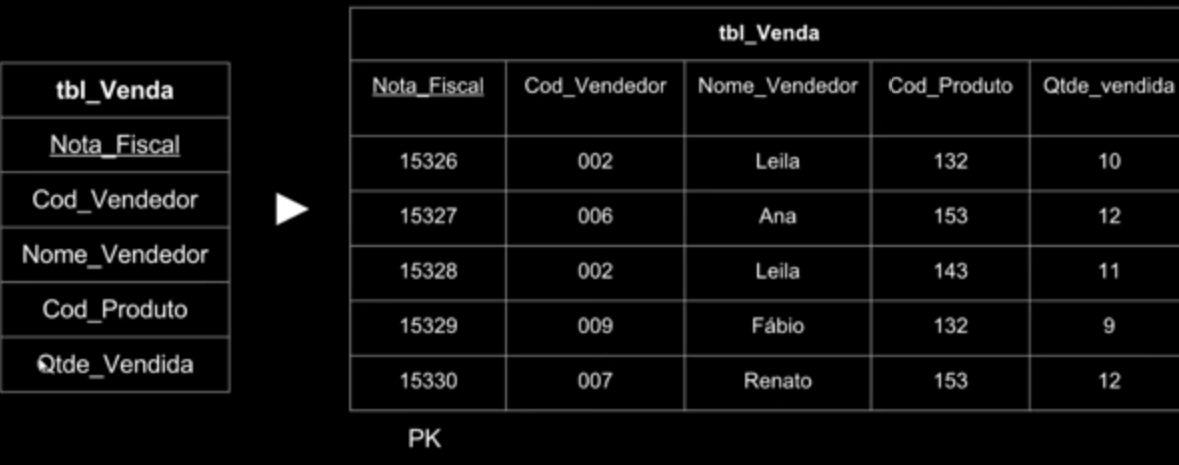 tbl_Venda
Nota_Fiscal
Cod_Vendedor
Nome_Vendedor
Cod_Produto
Qtde_Vendida
tbl_Venda
Nota_Fiscal Cod_Vendedor Nome_Vendedor Cod_Produto Qtde_vendida
15326 002 Leila 132 10
15327 006 Ana 153 12
15328 002 Leila 143 11
15329 009 Fábio 132 9
15330 007 Renato 153 12
PK